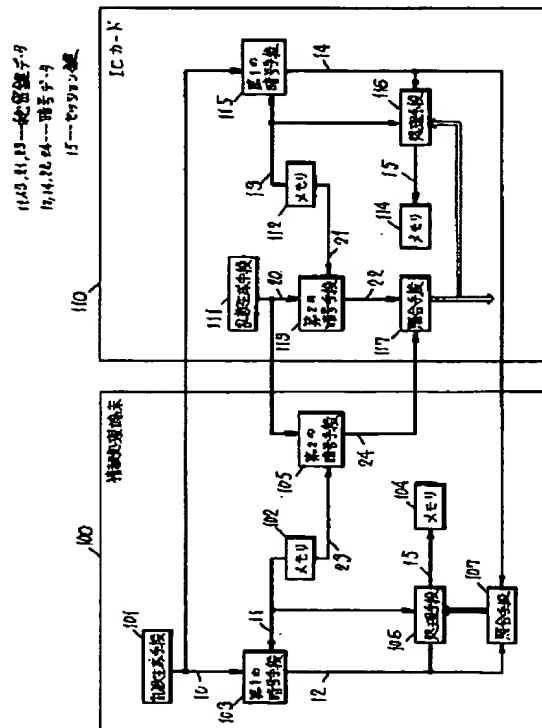 11,13,21,23---秘密鍵データ
12,14,22,24---暗号データ
15---セッション鍵
110
ICカード
111
乱数生成手段
115
第1の
暗号手段
14
13
112
メモリ
116
処理手段
15
114
メモリ
20
21
113
第2の
暗号手段
22
117
照合手段
100
情報処理端末
101
乱数生成手段
10
103
第1の
暗号手段
11
102
メモリ
23
105
第2の
暗号手段
24
104
メモリ
15
106
処理手段
12
107
照合手段